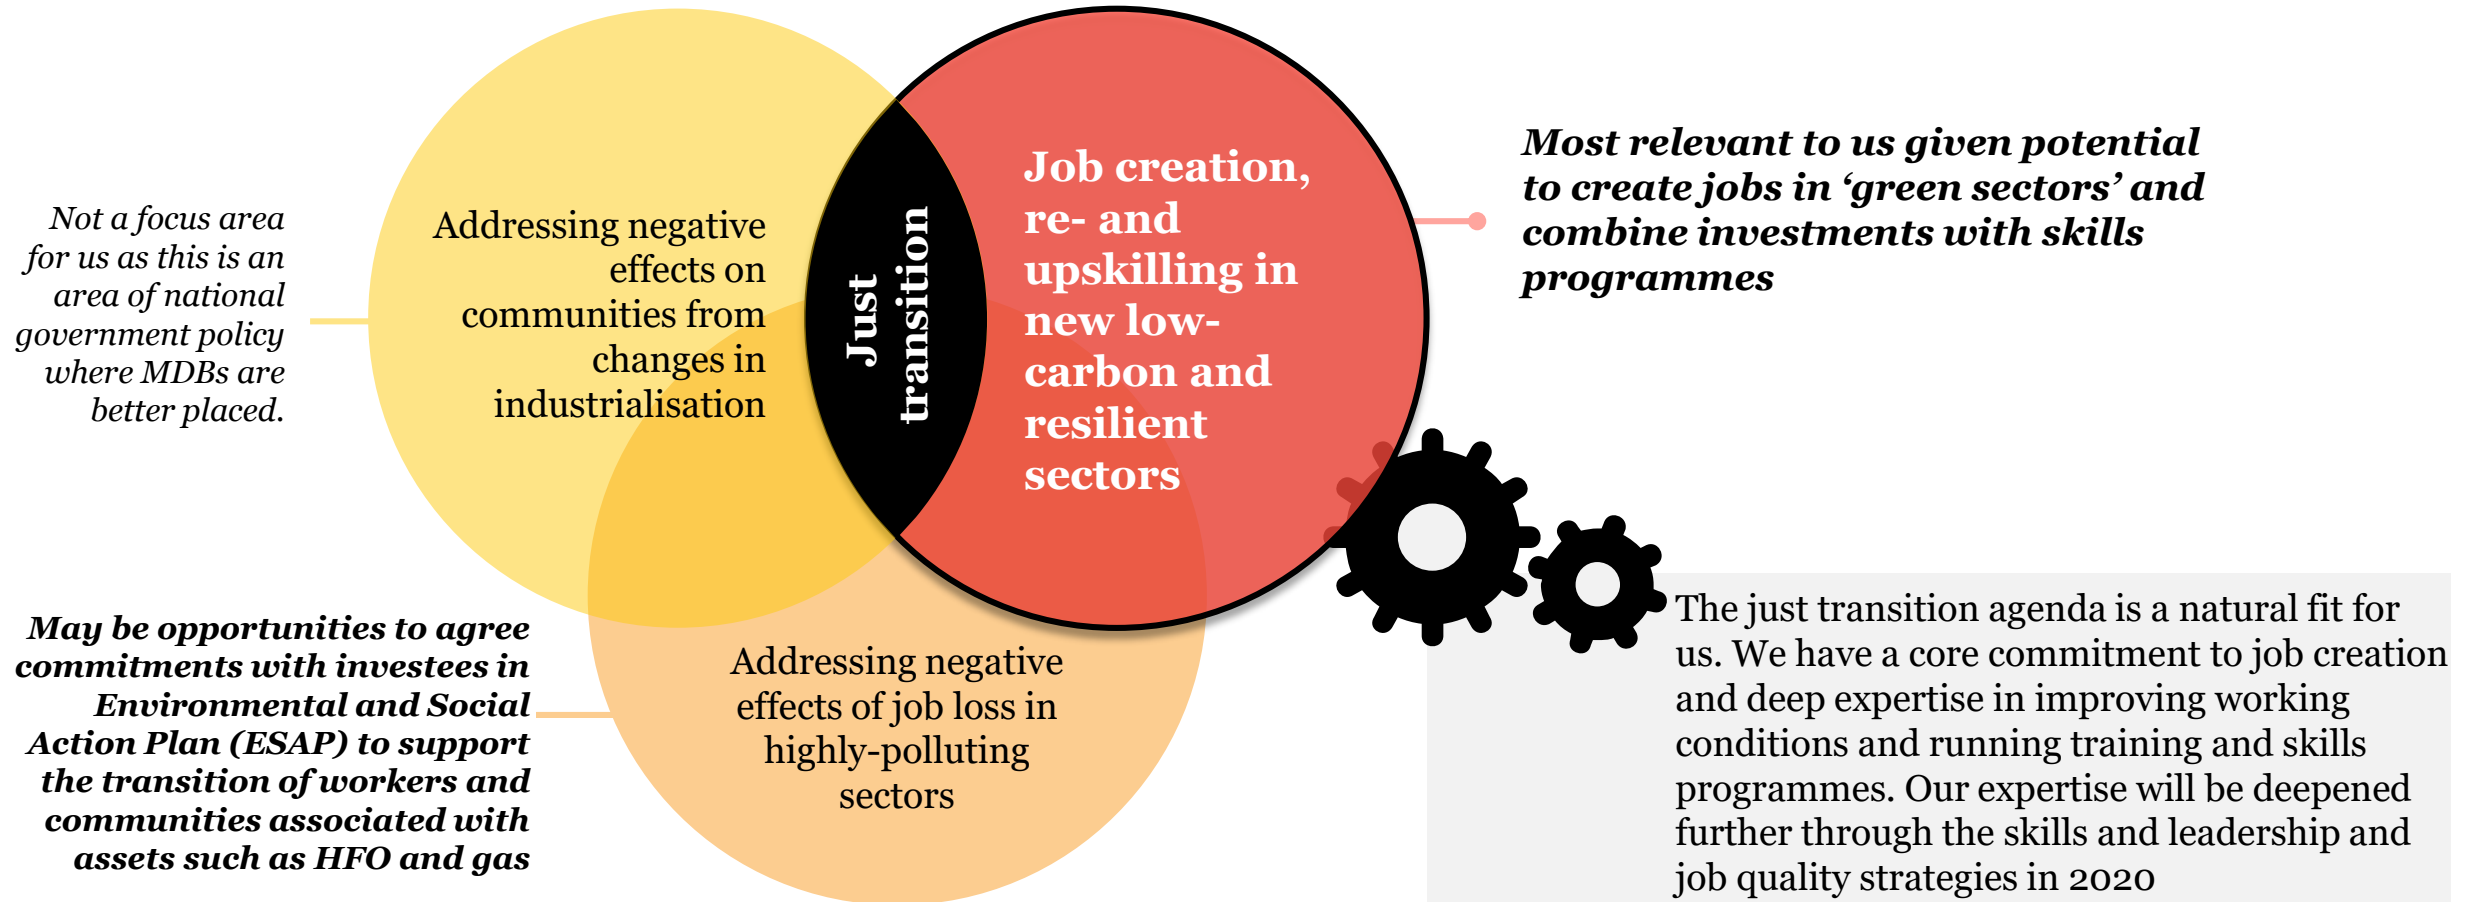 Not a focus area
for us as this is an
area of national
government policy
where MDBs are
better placed.
Addressing negative
effects on
communities from
changes in
industrialisation
Just
transition
Job creation,
re- and
upskilling in
new low-
carbon and
resilient
sectors
Most relevant to us given potential
to create jobs in ‘green sectors’ and
combine investments with skills
programmes
May be opportunities to agree
commitments with investees in
Environmental and Social
Action Plan (ESAP) to support
the transition of workers and
communities associated with
assets such as HFO and gas
Addressing negative
effects of job loss in
highly-polluting
sectors
The just transition agenda is a natural fit for
us. We have a core commitment to job creation
and deep expertise in improving working
conditions and running training and skills
programmes. Our expertise will be deepened
further through the skills and leadership and
job quality strategies in 2020